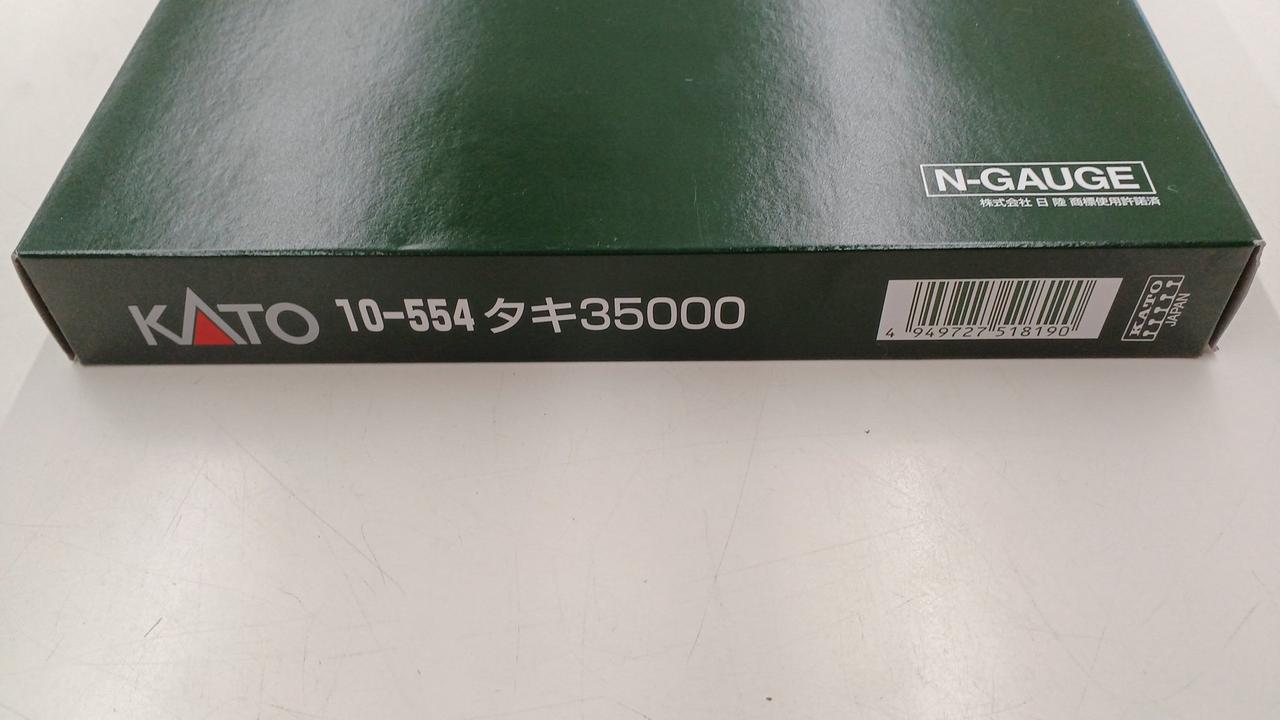 N-GAUGE
株式会社 日 陸 商標使用許諾済
KATO 10-554 タキ35000
4 949727 518190
KATO
JAPAN